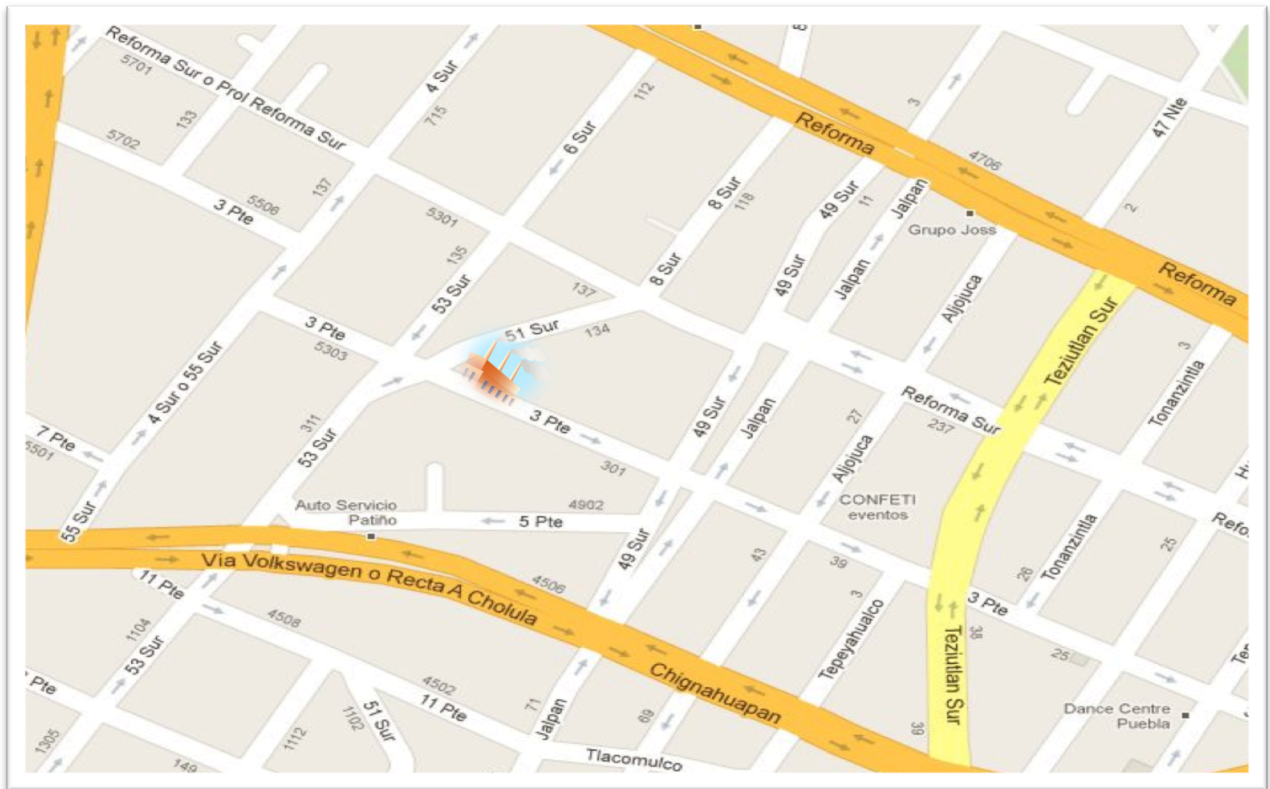 Reforma Sur o Prol Reforma Sur
5701
133
5702
4 Sur
715
112
8
3
47 Nte
Reforma
4706
6 Sur
137
5506
3 Pte
5301
135
8 Sur
118
49 Sur
11
Jalpan
2
Grupo Joss
Reforma
53 Sur
137
8 Sur
49 Sur
Jalpan
Aljojuca
Teziutlan Sur
3 Pte
5303
51 Sur
134
3
Tonanzintla
4 Sur o 55 Sur
311
53 Sur
3 Pte
49 Sur
Jalpan
27
Reforma Sur
237
Aljojuca
7 Pte
5501
301
CONFETI
eventos
Auto Servicio
Patiño
4902
5 Pte
55 Sur
Refo
Tonanzintla
25
49 Sur
43
39
26
Via Volkswagen o Recta A Cholula
4506
11 Pte
4508
3
3 Pte
38
1104
53 Sur
Tepeyahualco
Teziutlan Sur
25
Ter
Chignahuapan
Pte
4502
11 Pte
71
Jalpan
69
39
Dance Centre
Puebla
1305
1112
1102
51 Sur
149
Tlacomulco